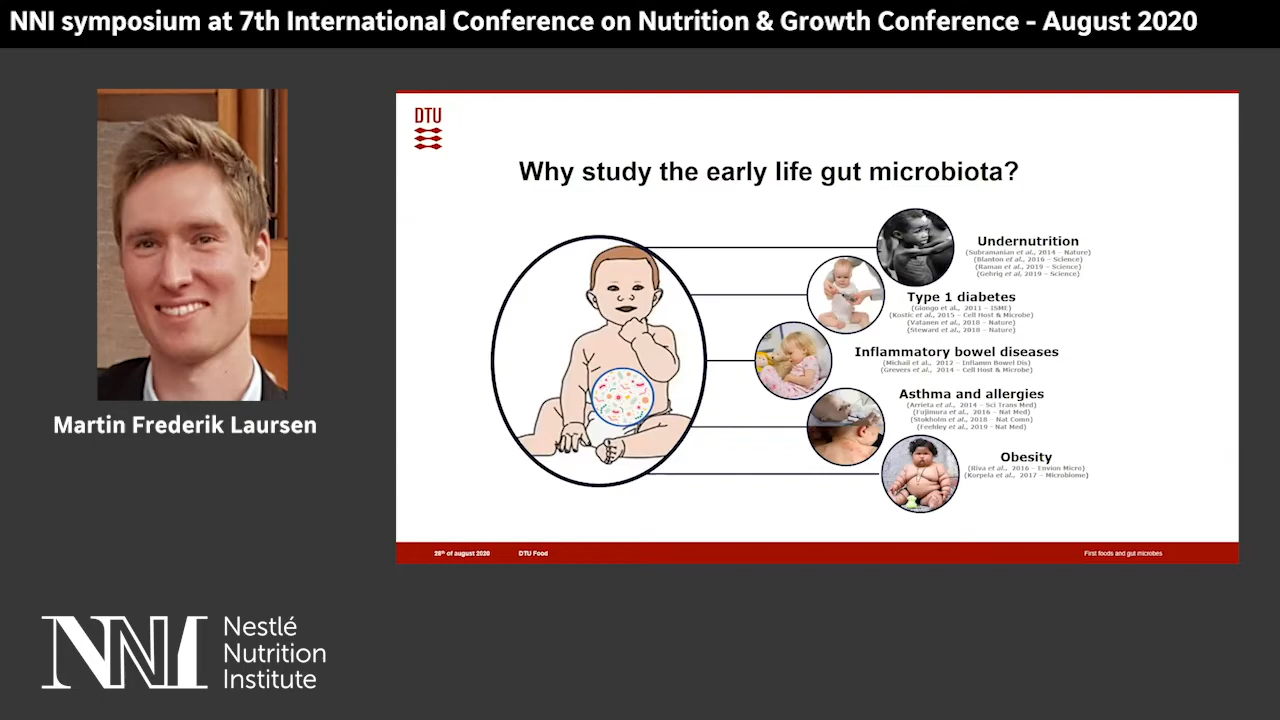 NNI symposium at 7th International Conference on Nutrition & Growth Conference - August 2020
DTU
Why study the early life gut microbiota?
Undernutrition
(Subramanian et al., 2014 – Nature)
(Blanton et al., 2016 – Science)
(Raman et al., 2019 – Science)
(Gehrig et al, 2019 – Science)
Type 1 diabetes
(Giongo et al., 2011 – ISME)
(Kostic et al., 2015 – Cell Host & Microbe)
(Vatanen et al., 2018 – Nature)
(Steward et al., 2018 – Nature)
Inflammatory bowel diseases
(Michail et al., 2012 – Inflamm Bowel Dis)
(Grevers et al., 2014 – Cell Host & Microbe)
Asthma and allergies
(Arrieta et al., 2014 – Sci Trans Med)
(Fujimura et al., 2016 – Nat Med)
(Stokholm et al., 2018 – Nat Comn)
et al., 2019 – Nat Med)
Obesity
(Riva et al., 2016 – Envion Micro)
(Korpela et al., 2017 – Microbiome)
26th of august 2020
DTU Food
First foods and gut microbes
Martin Frederik Laursen
NNI
Nestlé
Nutrition
Institute